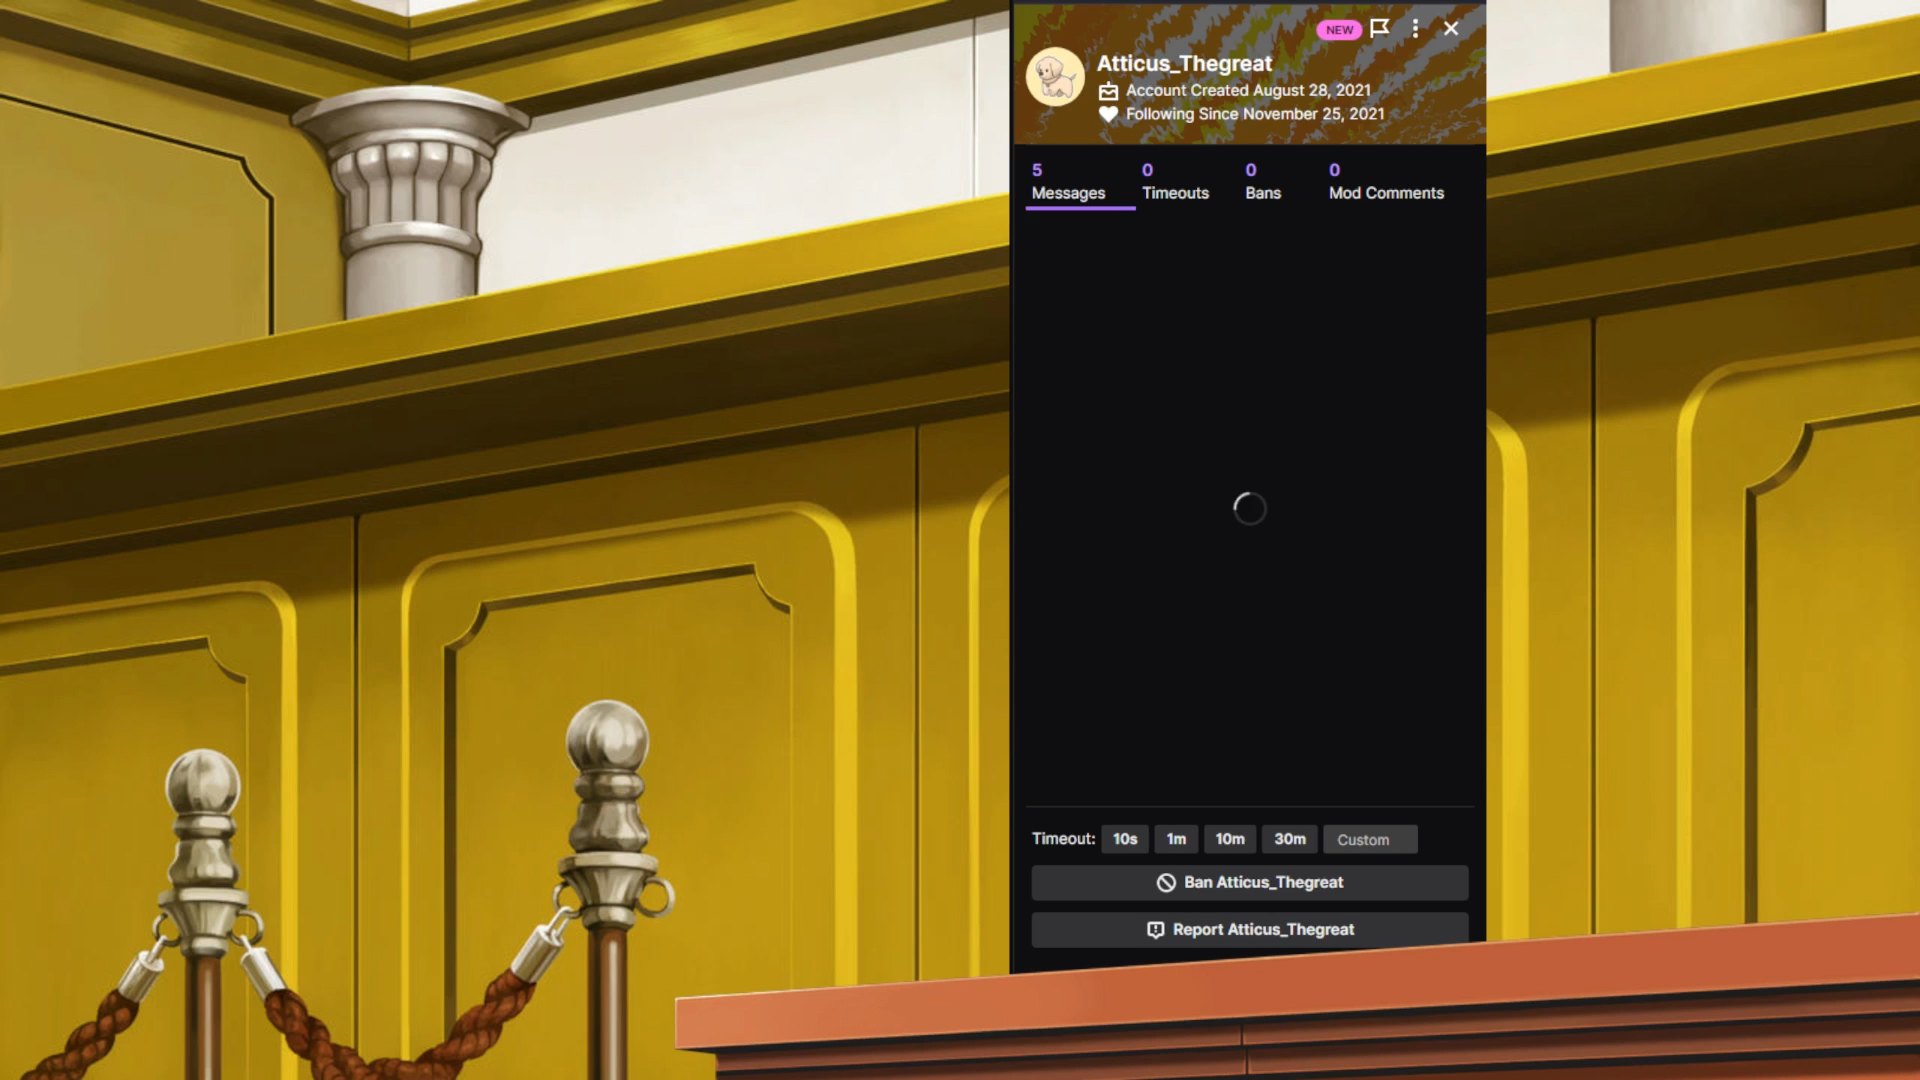 NEW
Atticus_Thegreat
Account Created August 28, 2021
Following Since November 25, 2021
5 0 0 0
Messages Timeouts Bans Mod Comments
Timeout: 10s 1m 10m 30m Custom
Ban Atticus_Thegreat
Report Atticus_Thegreat